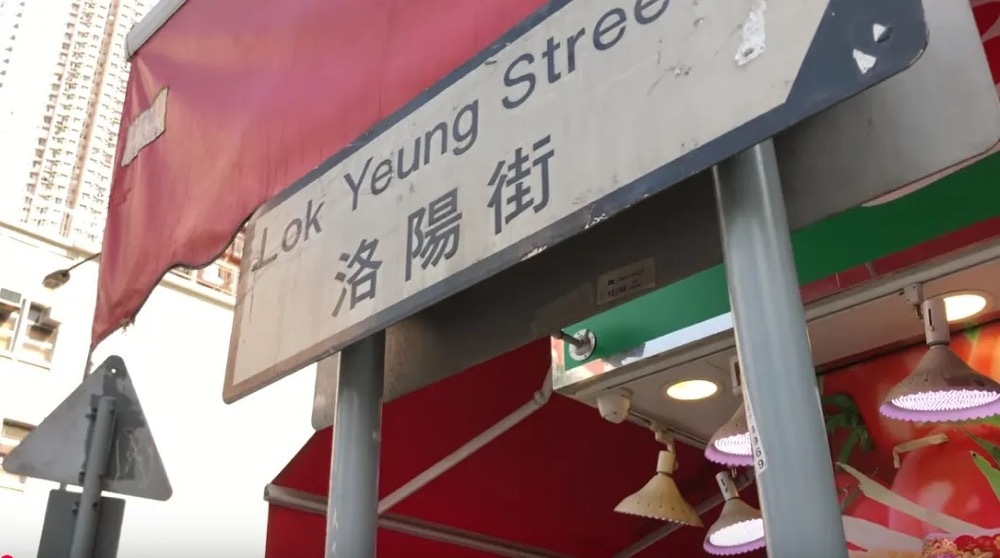 Lok Yeung Stree
洛陽街